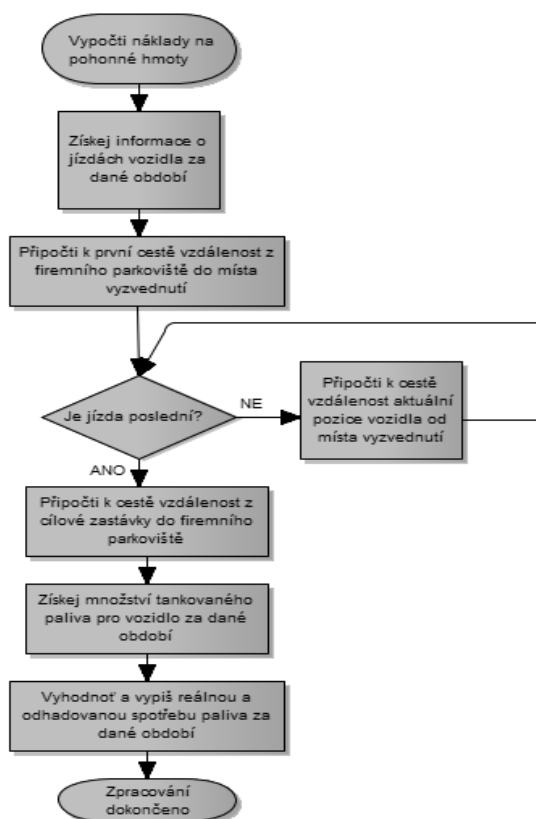 Vypočti náklady na
pohonné hmoty
Získej informace o
jízdách vozidla za
dané období
Připočti k první cestě vzdálenost z
firemního parkoviště do místa
vyzvednutí
Je jízda poslední?
NE
Připočti k cestě
vzdálenost aktuální
pozice vozidla od
místa vyzvednutí
ANO
Připočti k cestě vzdálenost z
cílové zastávky do firemního
parkoviště
Získej množství tankovaného
paliva pro vozidlo za dané
období
Vyhodnoť a vypiš reálnou a
odhadovanou spotřebu paliva za
dané období
Zpracování
dokončeno